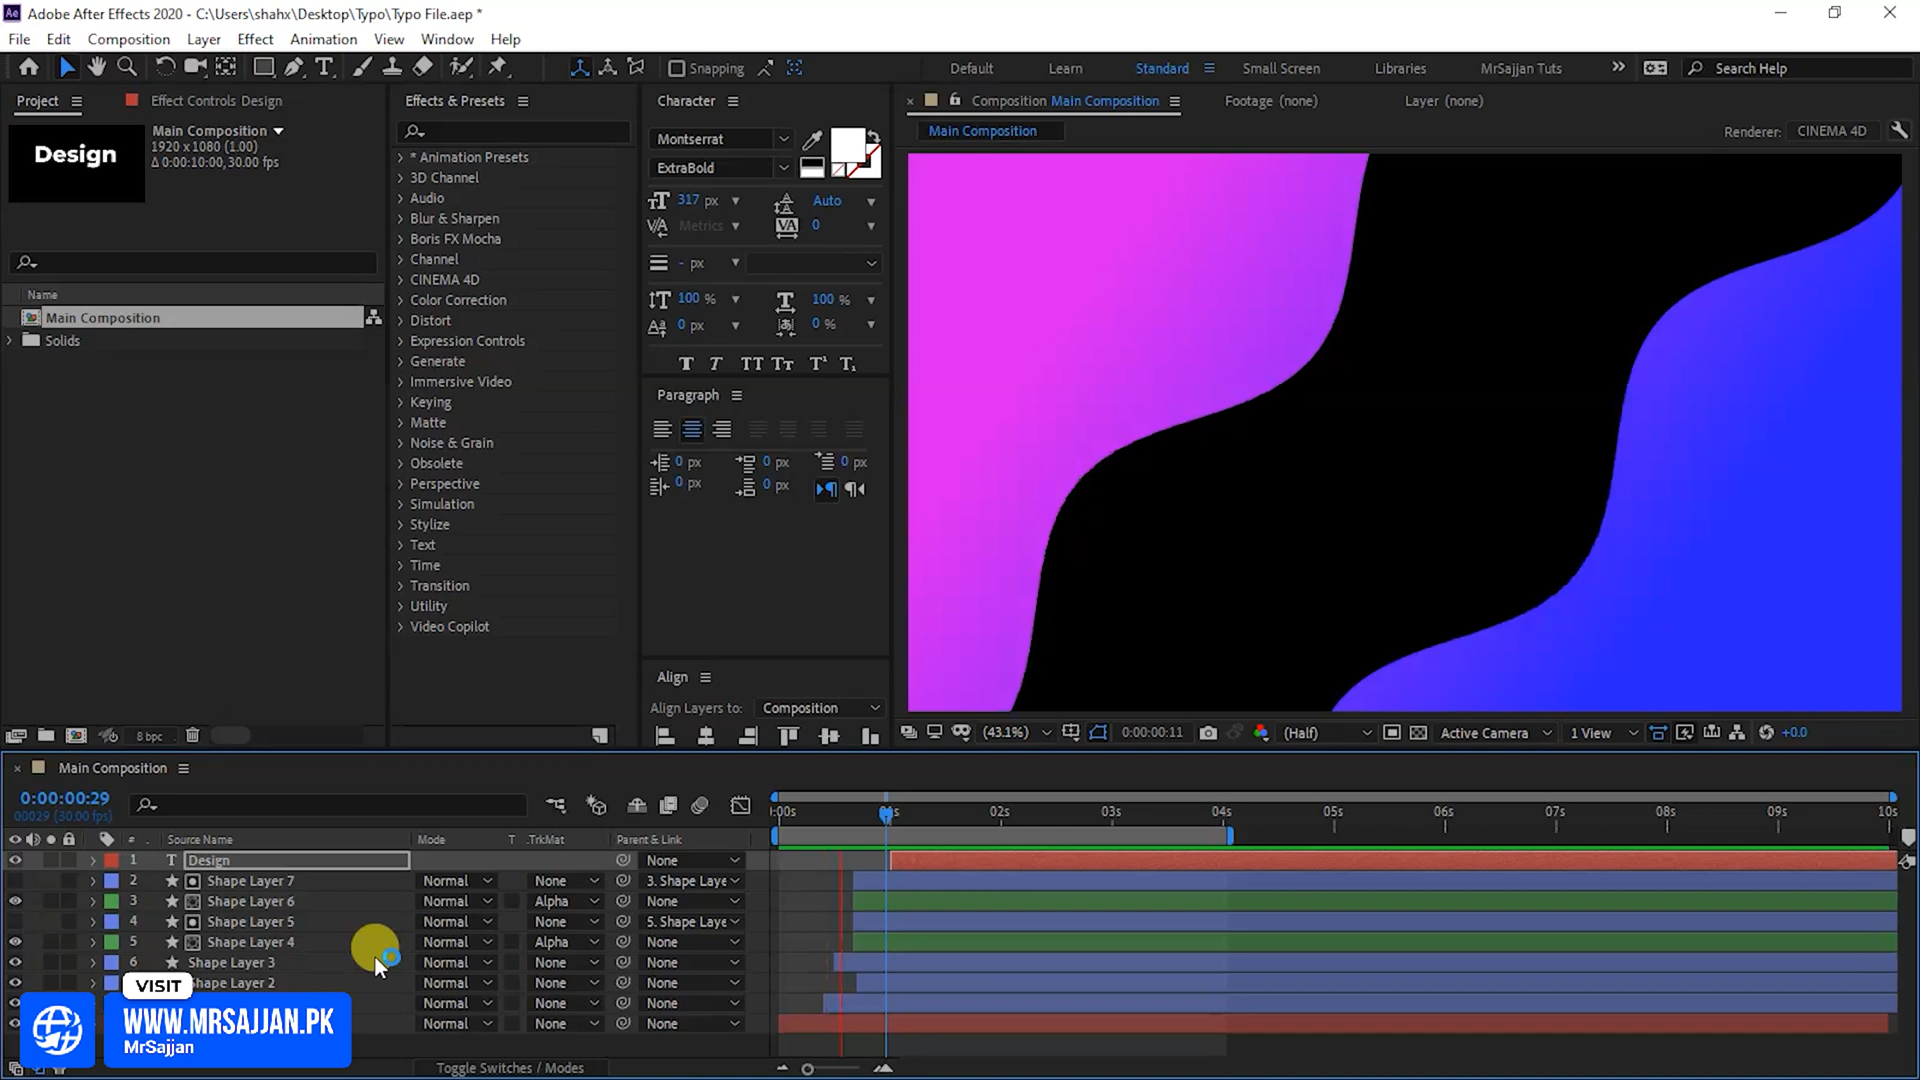 Adobe After Effects 2020 - C:\Users\shahx\Desktop\Typo\Typo File.aep *
File Edit Composition Layer Effect Animation View Window Help
Snapping Default Learn Standard Small Screen Libraries MrSajjan Tuts Search Help
Project Effect Controls Design Effects & Presets Character Composition Main Composition Footage (none) Layer (none)
Main Composition
1920 x 1080 (1.00)
Δ 0:00:10:00, 30.00 fps
Design
Main Composition Renderer: CINEMA 4D
Montserrat
ExtraBold
317 px Auto
Metrics 0
- px
100 % 100 %
0 px 0 %
Paragraph
0 px 0 px 0 px
0 px 0 px
Align
Align Layers to: Composition
* Animation Presets
3D Channel
Audio
Blur & Sharpen
Boris FX Mocha
Channel
CINEMA 4D
Color Correction
Distort
Expression Controls
Generate
Immersive Video
Keying
Matte
Noise & Grain
Obsolete
Perspective
Simulation
Stylize
Text
Time
Transition
Utility
Video Copilot
Name
Main Composition
Solids
8 bpc
(43.1%) 0:00:00:11 (Half) Active Camera 1 View +0.0
Main Composition
0:00:00:29
00029 (30.00 fps)
02s 03s 04s 05s 06s 07s 08s 09s 10s
# Source Name Mode T .TrkMat Parent & Link
1 T Design None
2 Shape Layer 7 Normal None 3. Shape Laye
3 Shape Layer 6 Normal Alpha None
4 Shape Layer 5 Normal None 5. Shape Laye
5 Shape Layer 4 Normal Alpha None
6 Shape Layer 3 Normal None None
Shape Layer 2 Normal None None
Normal None None
Normal None None
VISIT
WWW.MRSAJJAN.PK
MrSajjan
Toggle Switches / Modes